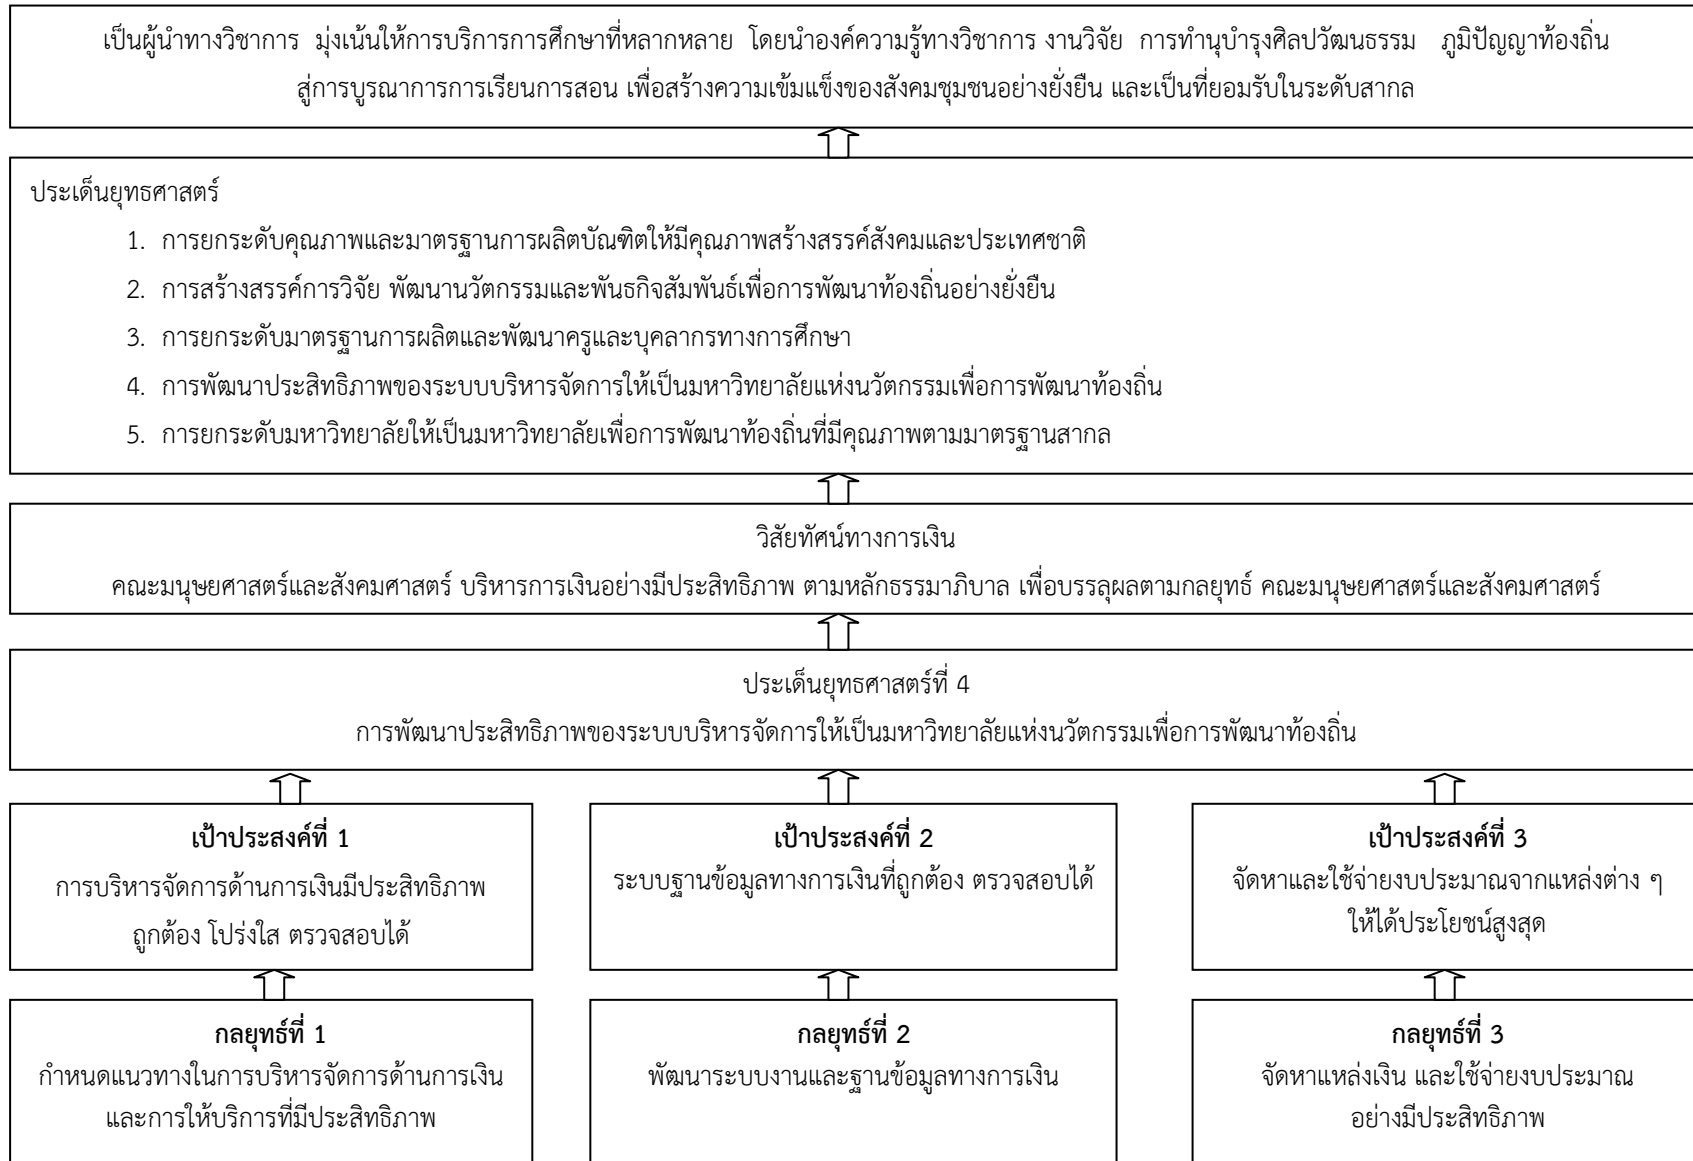 เป็นผู้นำทางวิชาการ มุ่งเน้นให้การบริการการศึกษาที่หลากหลาย โดยนำองค์ความรู้ทางวิชาการ งานวิจัย การทำนุบำรุงศิลปวัฒนธรรม ภูมิปัญญาท้องถิ่น
สู่การบูรณาการการเรียนการสอน เพื่อสร้างความเข้มแข็งของสังคมชุมชนอย่างยั่งยืน และเป็นที่ยอมรับในระดับสากล
ประเด็นยุทธศาสตร์
1. การยกระดับคุณภาพและมาตรฐานการผลิตบัณฑิตให้มีคุณภาพสร้างสรรค์สังคมและประเทศชาติ
2. การสร้างสรรค์การวิจัย พัฒนานวัตกรรมและพันธกิจสัมพันธ์เพื่อการพัฒนาท้องถิ่นอย่างยั่งยืน
3. การยกระดับมาตรฐานการผลิตและพัฒนาครูและบุคลากรทางการศึกษา
4. การพัฒนาประสิทธิภาพของระบบบริหารจัดการให้เป็นมหาวิทยาลัยแห่งนวัตกรรมเพื่อการพัฒนาท้องถิ่น
5. การยกระดับมหาวิทยาลัยให้เป็นมหาวิทยาลัยเพื่อการพัฒนาท้องถิ่นที่มีคุณภาพตามมาตรฐานสากล
วิสัยทัศน์ทางการเงิน
คณะมนุษยศาสตร์และสังคมศาสตร์ บริหารการเงินอย่างมีประสิทธิภาพ ตามหลักธรรมาภิบาล เพื่อบรรลุผลตามกลยุทธ์ คณะมนุษยศาสตร์และสังคมศาสตร์
ประเด็นยุทธศาสตร์ที่ 4
การพัฒนาประสิทธิภาพของระบบบริหารจัดการให้เป็นมหาวิทยาลัยแห่งนวัตกรรมเพื่อการพัฒนาท้องถิ่น
เป้าประสงค์ที่ 1
การบริหารจัดการด้านการเงินมีประสิทธิภาพ
ถูกต้อง โปร่งใส ตรวจสอบได้
เป้าประสงค์ที่ 2
ระบบฐานข้อมูลทางการเงินที่ถูกต้อง ตรวจสอบได้
เป้าประสงค์ที่ 3
จัดหาและใช้จ่ายงบประมาณจากแหล่งต่าง ๆ
ให้ได้ประโยชน์สูงสุด
กลยุทธ์ที่ 1
กำหนดแนวทางในการบริหารจัดการด้านการเงิน
และการให้บริการที่มีประสิทธิภาพ
กลยุทธ์ที่ 2
พัฒนาระบบงานและฐานข้อมูลทางการเงิน
กลยุทธ์ที่ 3
จัดหาแหล่งเงิน และใช้จ่ายงบประมาณ
อย่างมีประสิทธิภาพ